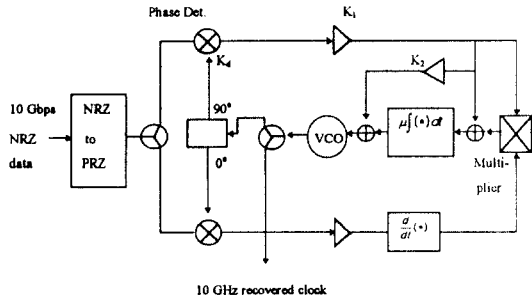 Phase Det.
K₁
K_d
K₂
10 Gbps
NRZ
data
NRZ
to
PRZ
90°
0°
VCO
μ∫(•)dt
Multi-
plier
d/dt(•)
10 GHz recovered clock